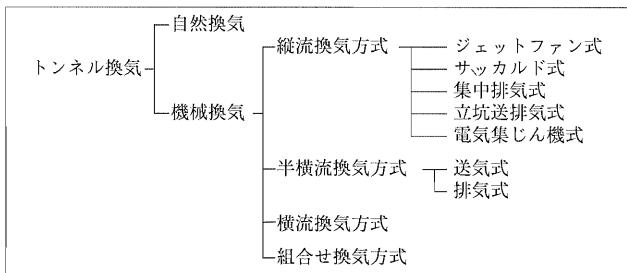 トンネル換気
自然換気
機械換気
縦流換気方式
ジェットファン式
サッカルド式
集中排気式
立坑送排気式
電気集じん機式
半横流換気方式
送気式
排気式
横流換気方式
組合せ換気方式